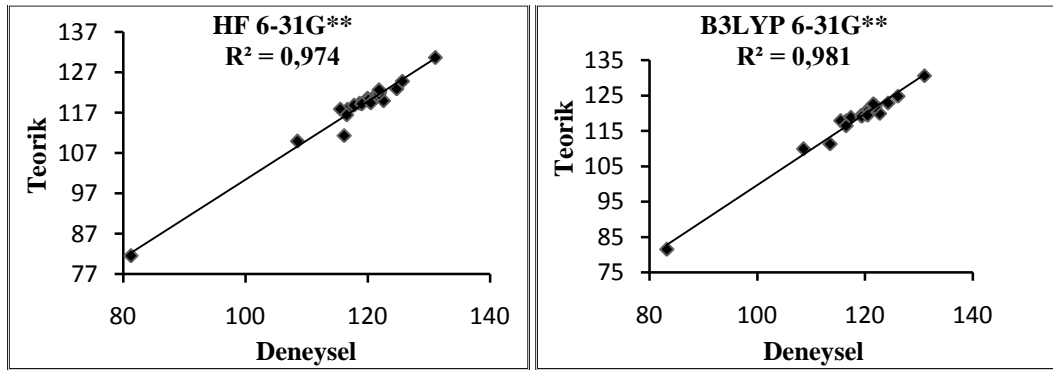 HF 6-31G**
R² = 0,974
137
127
117
107
97
87
77
Teorik
80
100
120
140
Deneysel
B3LYP 6-31G**
R² = 0,981
135
125
115
105
95
85
75
Teorik
80
100
120
140
Deneysel